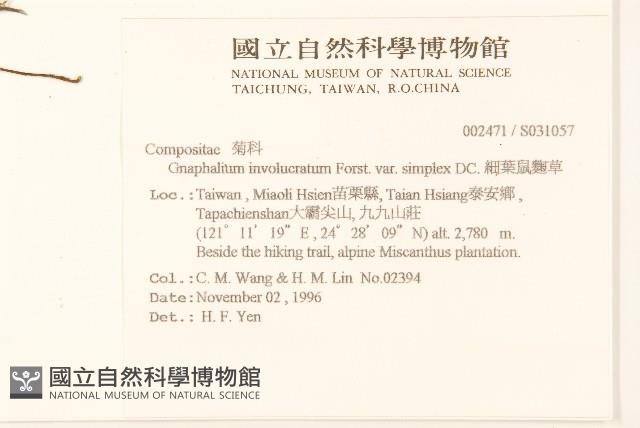 國立自然科學博物館
NATIONAL MUSEUM OF NATURAL SCIENCE
TAICHUNG, TAIWAN, R.O.CHINA
002471 / S031057
Compositae 菊科
Gnaphalium involucratum Forst. var. simplex DC. 細葉鼠麴草
Loc.:Taiwan , Miaoli Hsien苗栗縣, Taian Hsiang泰安鄉 ,
Tapachienshan大霸尖山, 九九山莊
(121° 11' 19" E , 24° 28' 09" N) alt. 2,780 m.
Beside the hiking trail, alpine Miscanthus plantation.
Col.:C. M. Wang & H. M. Lin No.02394
Date:November 02 , 1996
Det.: H. F. Yen
國立自然科學博物館
NATIONAL MUSEUM OF NATURAL SCIENCE